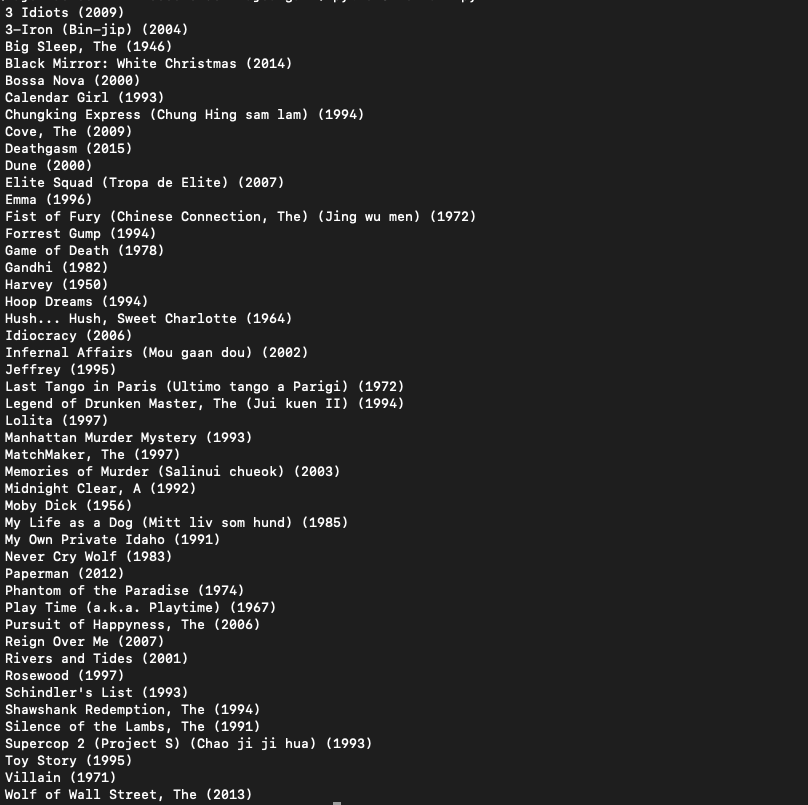 3 Idiots (2009)
3-Iron (Bin-jip) (2004)
Big Sleep, The (1946)
Black Mirror: White Christmas (2014)
Bossa Nova (2000)
Calendar Girl (1993)
Chungking Express (Chung Hing sam lam) (1994)
Cove, The (2009)
Deathgasm (2015)
Dune (2000)
Elite Squad (Tropa de Elite) (2007)
Emma (1996)
Fist of Fury (Chinese Connection, The) (Jing wu men) (1972)
Forrest Gump (1994)
Game of Death (1978)
Gandhi (1982)
Harvey (1950)
Hoop Dreams (1994)
Hush... Hush, Sweet Charlotte (1964)
Idiocracy (2006)
Infernal Affairs (Mou gaan dou) (2002)
Jeffrey (1995)
Last Tango in Paris (Ultimo tango a Parigi) (1972)
Legend of Drunken Master, The (Jui kuen II) (1994)
Lolita (1997)
Manhattan Murder Mystery (1993)
MatchMaker, The (1997)
Memories of Murder (Salinui chueok) (2003)
Midnight Clear, A (1992)
Moby Dick (1956)
My Life as a Dog (Mitt liv som hund) (1985)
My Own Private Idaho (1991)
Never Cry Wolf (1983)
Paperman (2012)
Phantom of the Paradise (1974)
Play Time (a.k.a. Playtime) (1967)
Pursuit of Happyness, The (2006)
Reign Over Me (2007)
Rivers and Tides (2001)
Rosewood (1997)
Schindler's List (1993)
Shawshank Redemption, The (1994)
Silence of the Lambs, The (1991)
Supercop 2 (Project S) (Chao ji ji hua) (1993)
Toy Story (1995)
Villain (1971)
Wolf of Wall Street, The (2013)